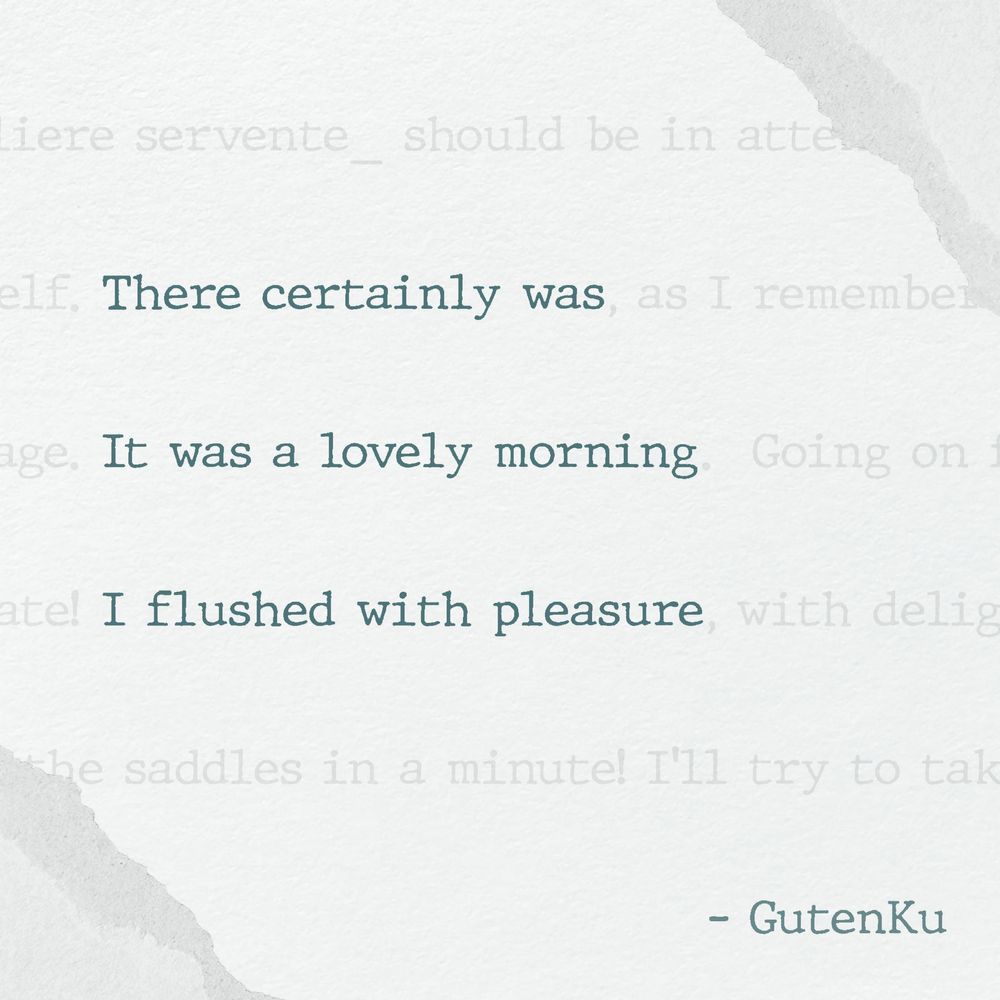 liere servente_ should be in atte
elf. There certainly was, as I remember
age. It was a lovely morning. Going on
ate! I flushed with pleasure, with delig
the saddles in a minute! I'll try to tak
- GutenKu